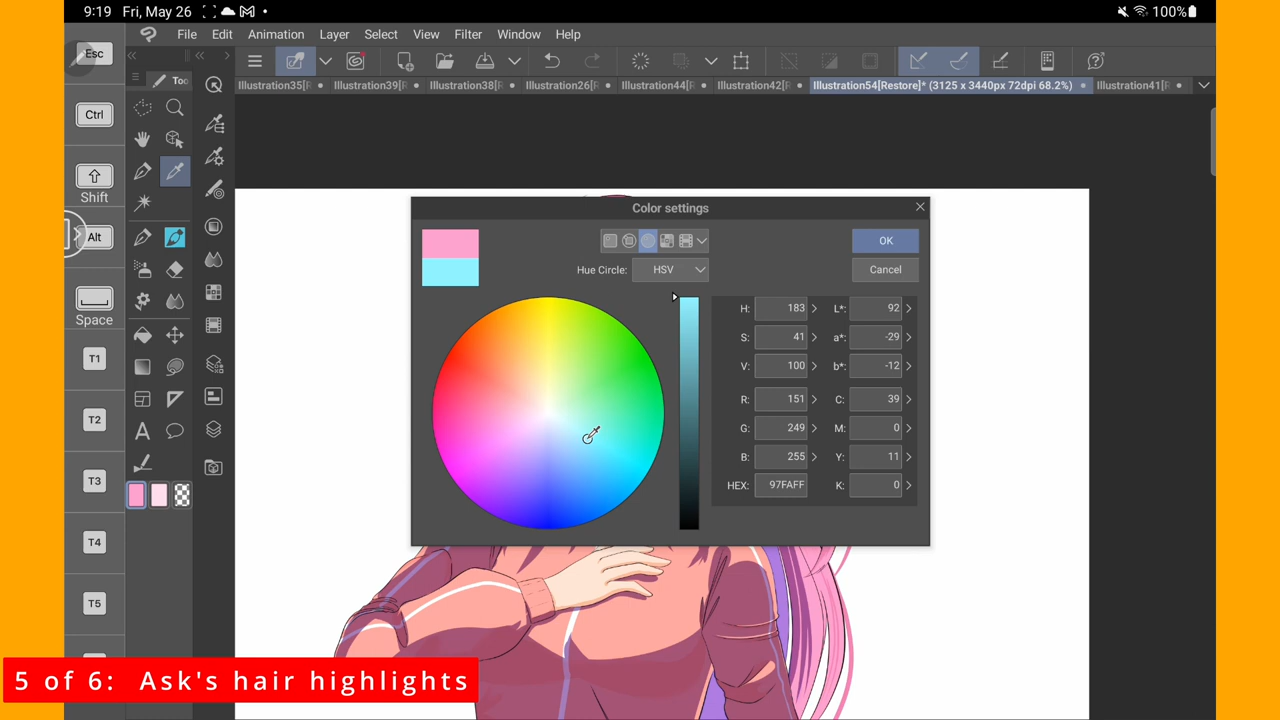 9:19 Fri, May 26
100%
File Edit Animation Layer Select View Filter Window Help
Esc
Ctrl
Shift
Alt
Space
T1
T2
T3
T4
T5
Too
Illustration35[R Illustration39[R Illustration38[R Illustration26[R Illustration44[R Illustration42[R Illustration54[Restore]* (3125 x 3440px 72dpi 68.2%) Illustration41[R
Color settings
OK
Hue Circle: HSV
Cancel
H: 183 L*: 92
S: 41 a*: -29
V: 100 b*: -12
R: 151 C: 39
G: 249 M: 0
B: 255 Y: 11
HEX: 97FAFF K: 0
5 of 6: Ask's hair highlights